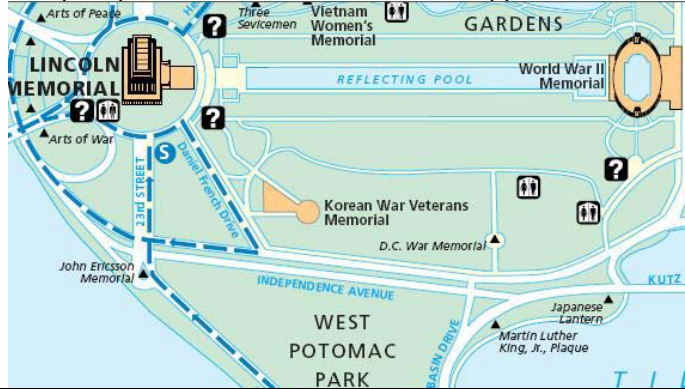 Arts of Peace
He
Three
Sevicemen
Vietnam
Women's
Memorial
GARDENS
?
LINCOLN
MEMORIAL
REFLECTING POOL
World War II
Memorial
?
?
Arts of War
S
Daniel French Drive
23rd STREET
?
Korean War Veterans
Memorial
D.C. War Memorial
John Ericsson
Memorial
INDEPENDENCE AVENUE
KUTZ
Japanese
Lantern
WEST
POTOMAC
PARK
BASIN DRIVE
Martin Luther
King, Jr., Plaque
T I